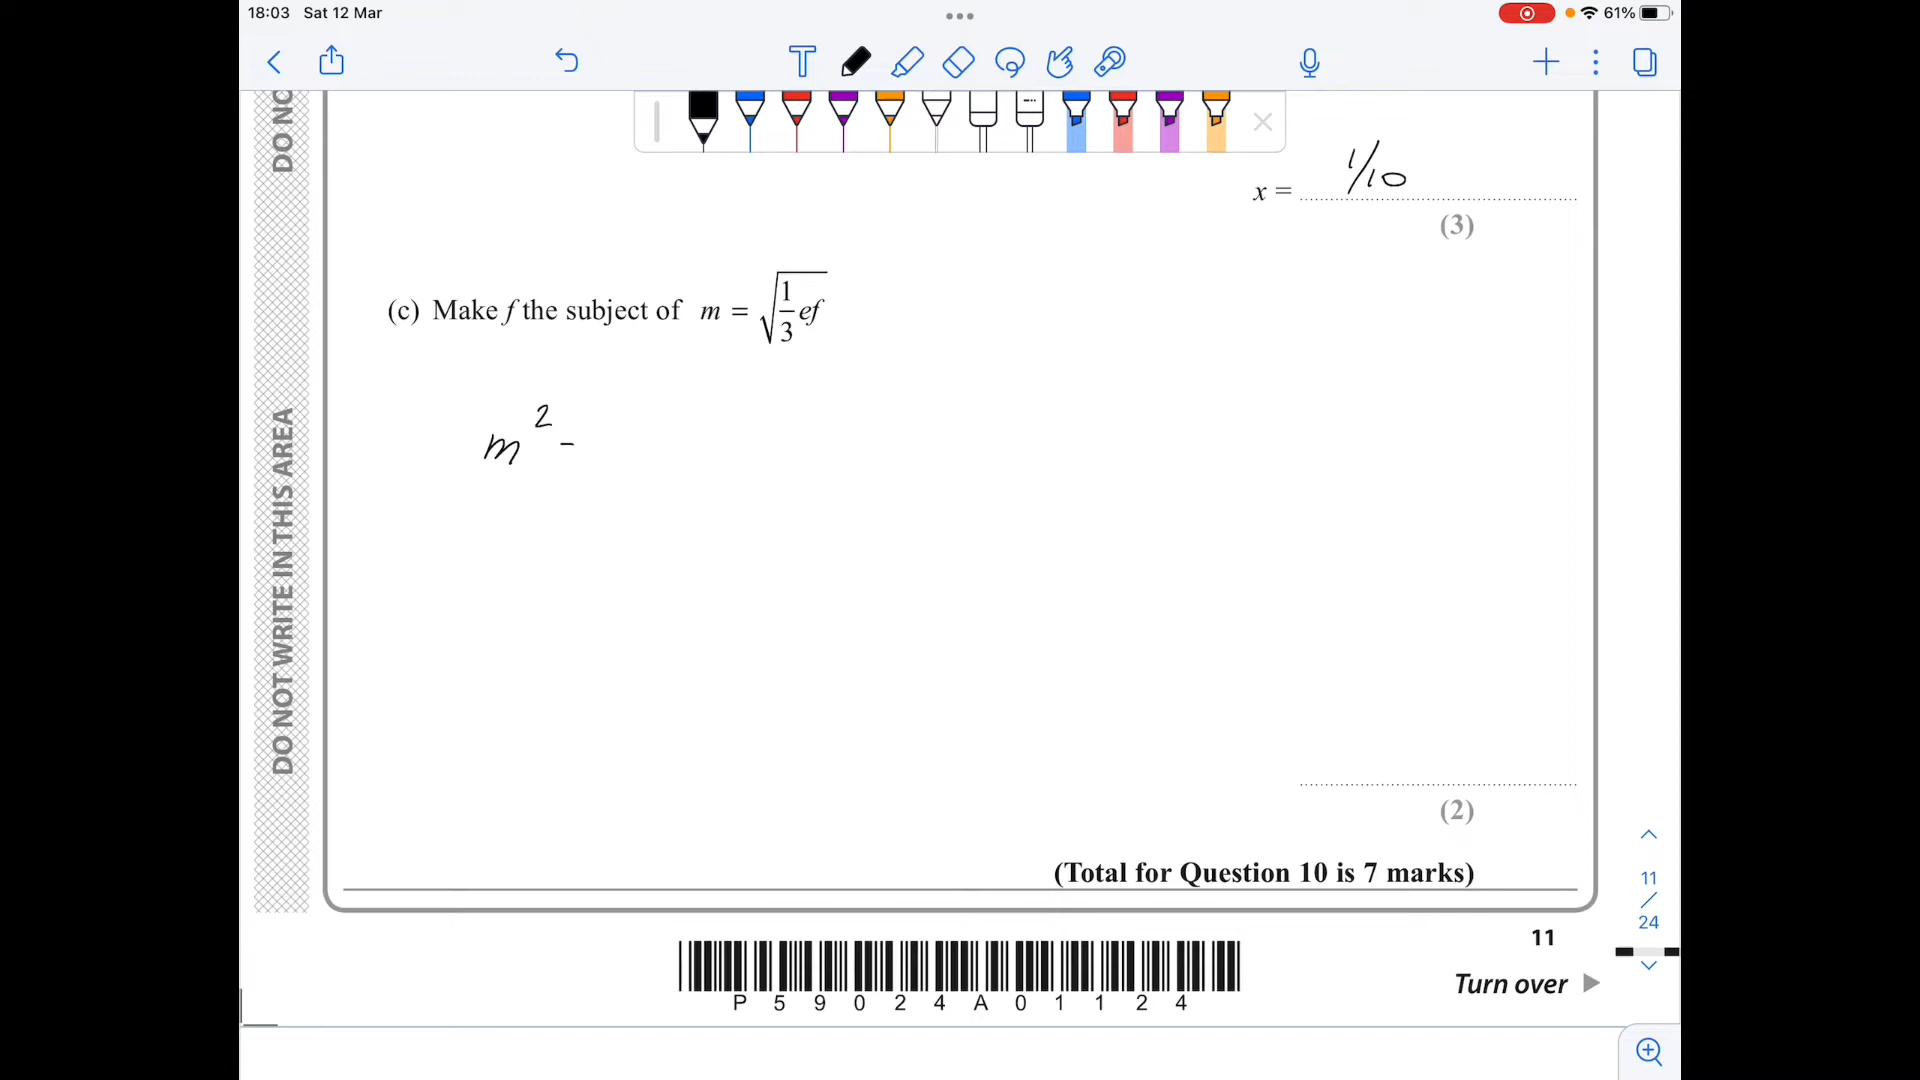 18:03 Sat 12 Mar
61%
DO NO
x = 1/10
(3)
(c) Make f the subject of m = √(1/3 ef)
m² -
DO NOT WRITE IN THIS AREA
(2)
(Total for Question 10 is 7 marks)
11
/
24
11
Turn over
P 5 9 0 2 4 A 0 1 1 2 4